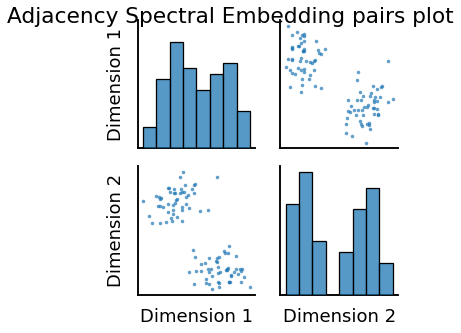 Adjacency Spectral Embedding pairs plot
Dimension 1
Dimension 2
Dimension 1
Dimension 2